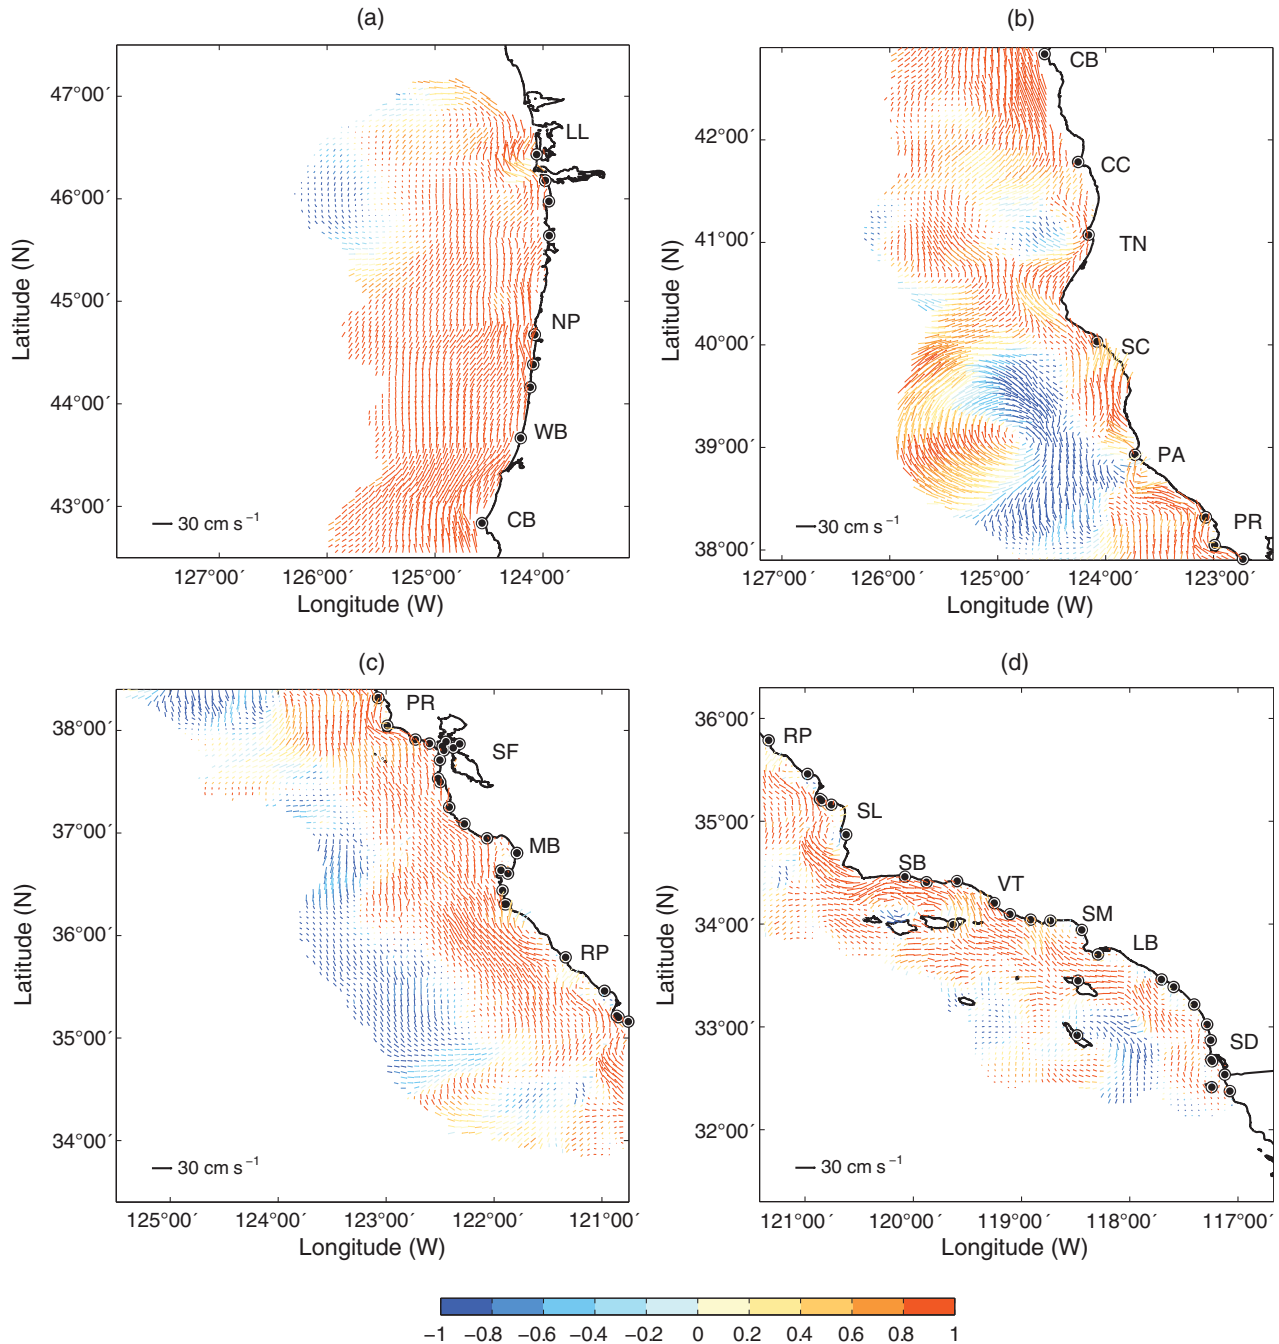 (a)
47°00´
46°00´
45°00´
44°00´
43°00´
Latitude (N)
LL
NP
WB
CB
30 cm s⁻¹
127°00´ 126°00´ 125°00´ 124°00´
Longitude (W)
(b)
42°00´
41°00´
40°00´
39°00´
38°00´
Latitude (N)
CB
CC
TN
SC
PA
PR
30 cm s⁻¹
127°00´ 126°00´ 125°00´ 124°00´ 123°00´
Longitude (W)
(c)
38°00´
37°00´
36°00´
35°00´
34°00´
Latitude (N)
PR
SF
MB
RP
30 cm s⁻¹
125°00´ 124°00´ 123°00´ 122°00´ 121°00´
Longitude (W)
(d)
36°00´
35°00´
34°00´
33°00´
32°00´
Latitude (N)
RP
SL
SB
VT
SM
LB
SD
30 cm s⁻¹
121°00´ 120°00´ 119°00´ 118°00´ 117°00´
Longitude (W)
−1 −0.8 −0.6 −0.4 −0.2 0 0.2 0.4 0.6 0.8 1